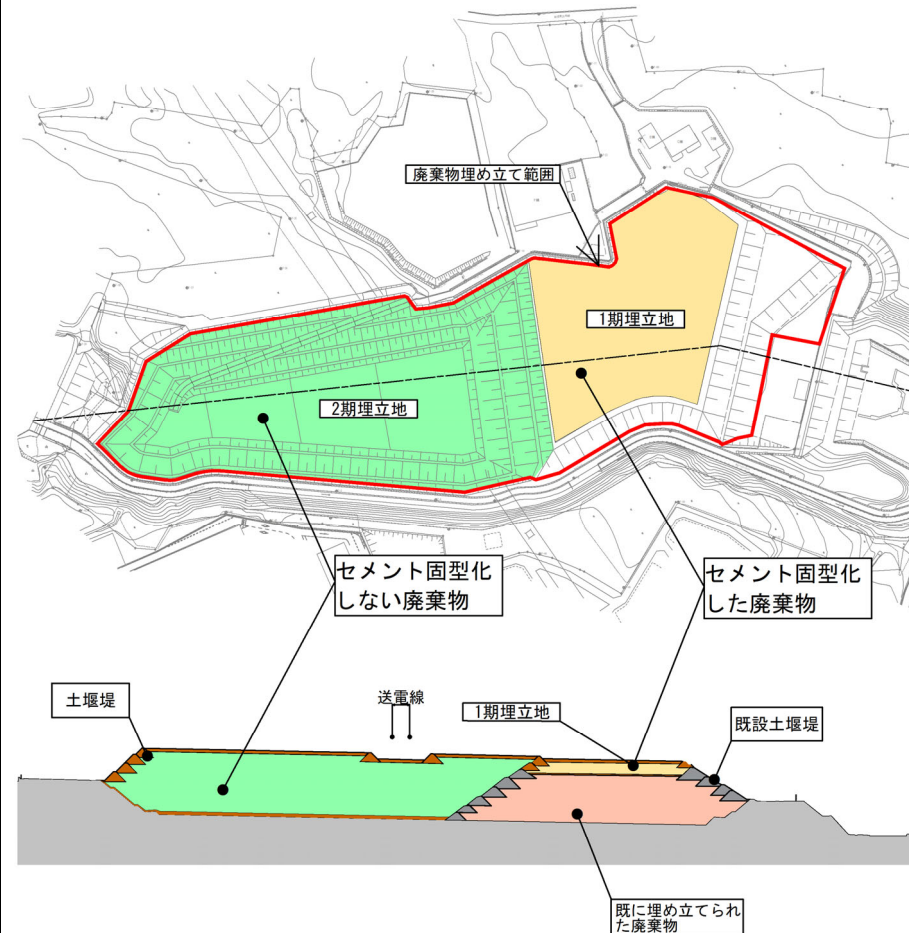 廃棄物埋め立て範囲
1期埋立地
2期埋立地
セメント固型化
しない廃棄物
セメント固型化
した廃棄物
土堰堤
送電線
1期埋立地
既設土堰堤
既に埋め立てられ
た廃棄物